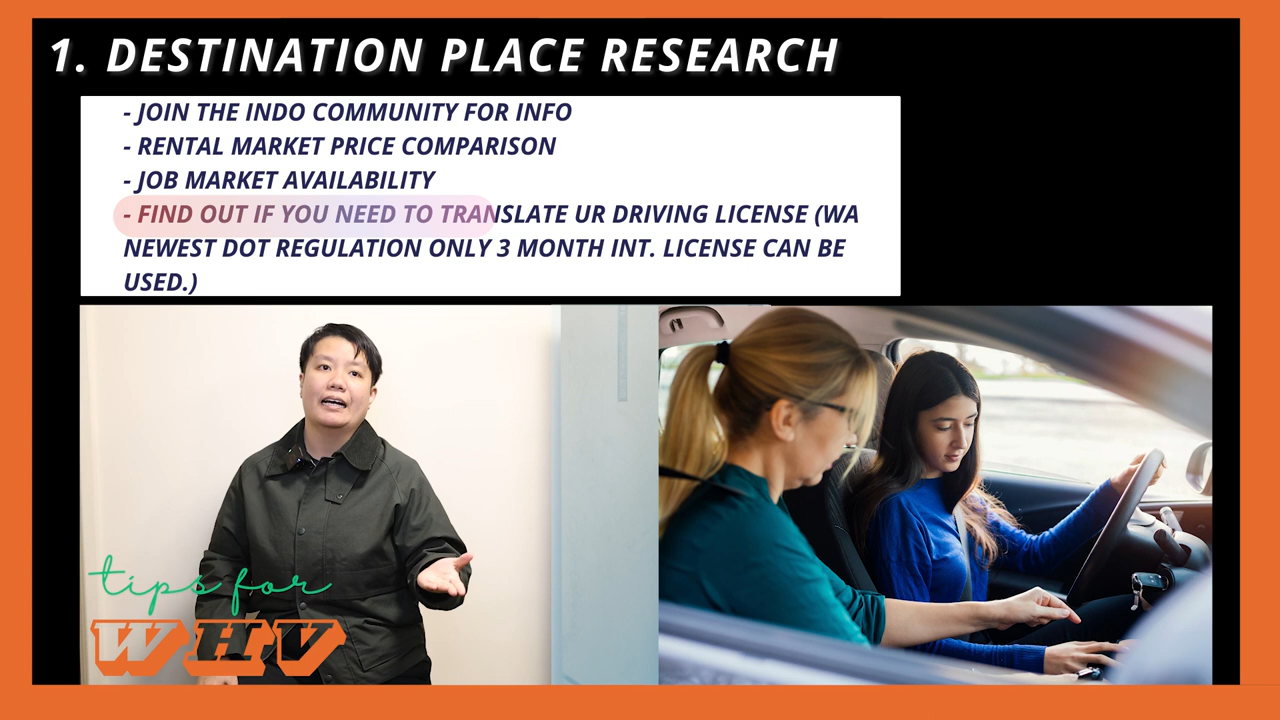 1. DESTINATION PLACE RESEARCH
- JOIN THE INDO COMMUNITY FOR INFO
- RENTAL MARKET PRICE COMPARISON
- JOB MARKET AVAILABILITY
- FIND OUT IF YOU NEED TO TRANSLATE UR DRIVING LICENSE (WA
NEWEST DOT REGULATION ONLY 3 MONTH INT. LICENSE CAN BE
USED.)
tips for
WHV